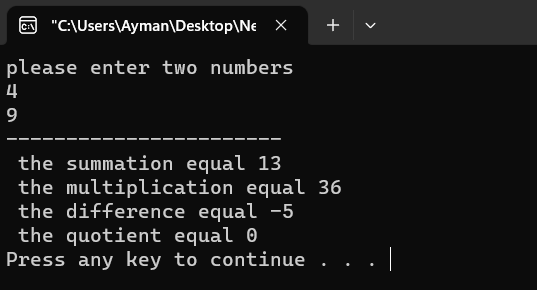 "C:\Users\Ayman\Desktop\Ne
please enter two numbers
4
9
-----------------------
 the summation equal 13
 the multiplication equal 36
 the difference equal -5
 the quotient equal 0
Press any key to continue . . .